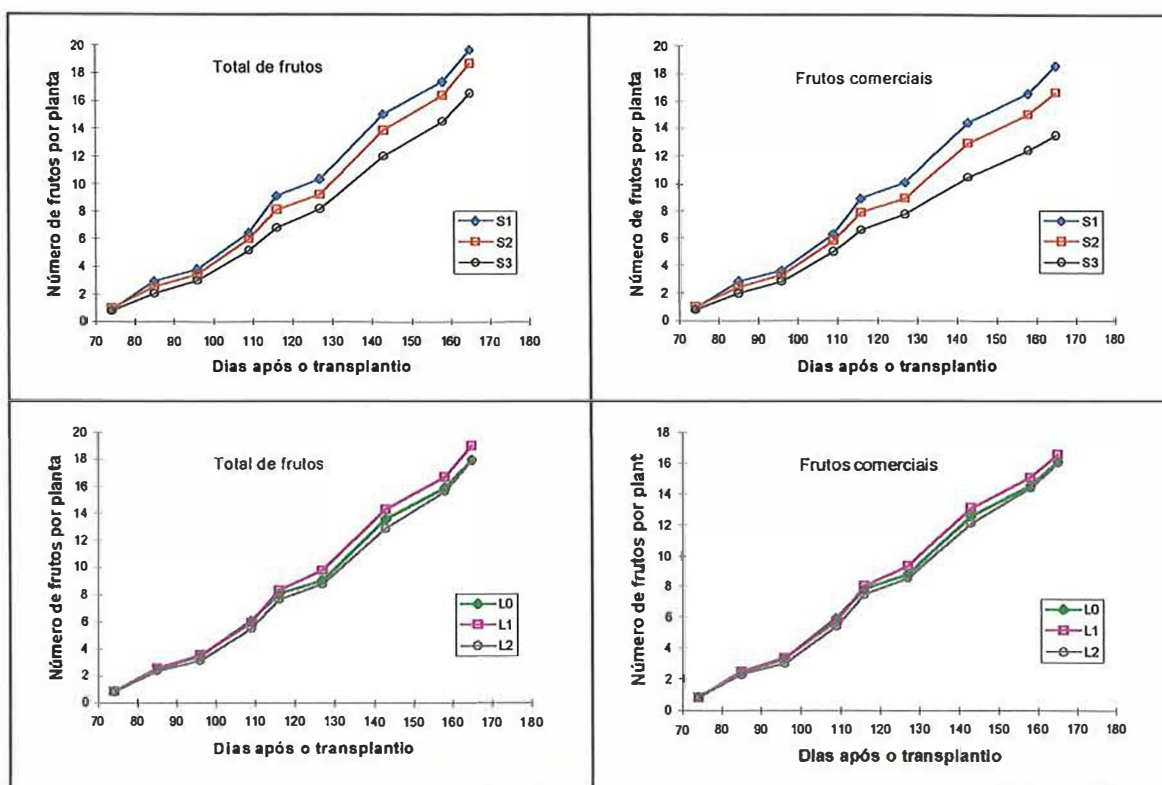 Total de frutos
Número de frutos por planta
20
18
16
14
12
10
8
6
4
2
0
70 80 90 100 110 120 130 140 150 160 170 180
Dias após o transplantio
S1
S2
S3
Frutos comerciais
Número de frutos por planta
20
18
16
14
12
10
8
6
4
2
0
70 80 90 100 110 120 130 140 150 160 170 180
Dias após o transplantio
S1
S2
S3
Total de frutos
Número de frutos por planta
20
18
16
14
12
10
8
6
4
2
0
70 80 90 100 110 120 130 140 150 160 170 180
Dias após o transplantio
L0
L1
L2
Frutos comerciais
Número de frutos por plant
18
16
14
12
10
8
6
4
2
0
70 80 90 100 110 120 130 140 150 160 170 180
Dias após o transplantio
L0
L1
L2